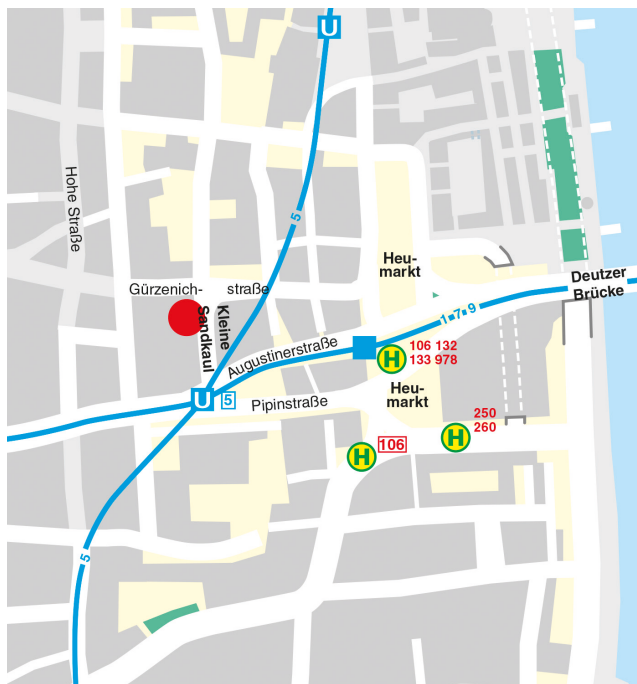 U
5
Hohe Straße
Heu-
markt
Deutzer
Brücke
Gürzenich- straße
Kleine
Sandkaul
1·7·9
Augustinerstraße
H
106 132
133 978
U
5
Pipinstraße
Heu-
markt
250
260
H
106
H
5